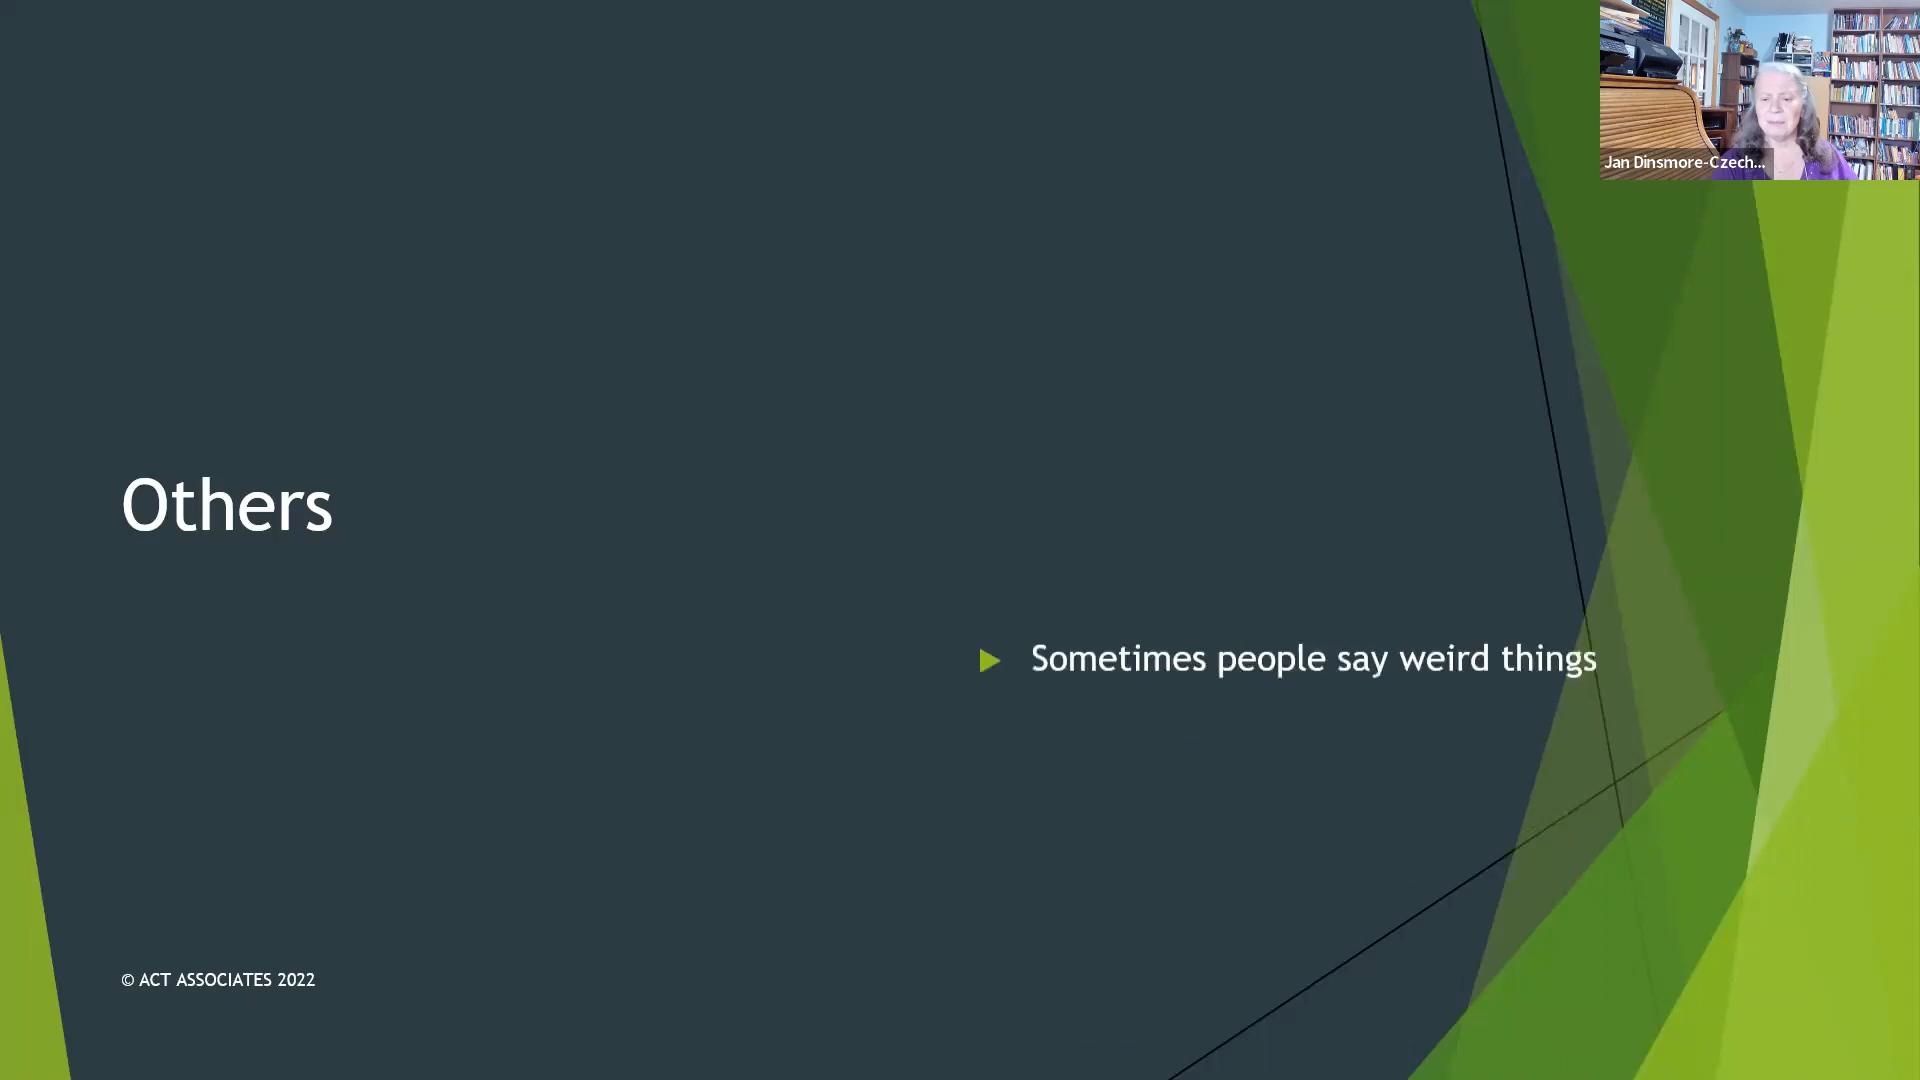 Jan Dinsmore-Czech...
Others
Sometimes people say weird things
© ACT ASSOCIATES 2022